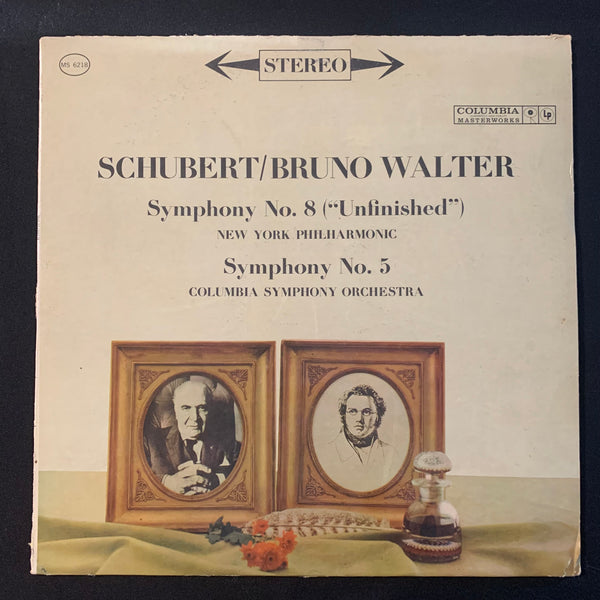 MS 6218
STEREO
COLUMBIA
MASTERWORKS
LP
SCHUBERT/BRUNO WALTER
Symphony No. 8 (“Unfinished”)
NEW YORK PHILHARMONIC
Symphony No. 5
COLUMBIA SYMPHONY ORCHESTRA